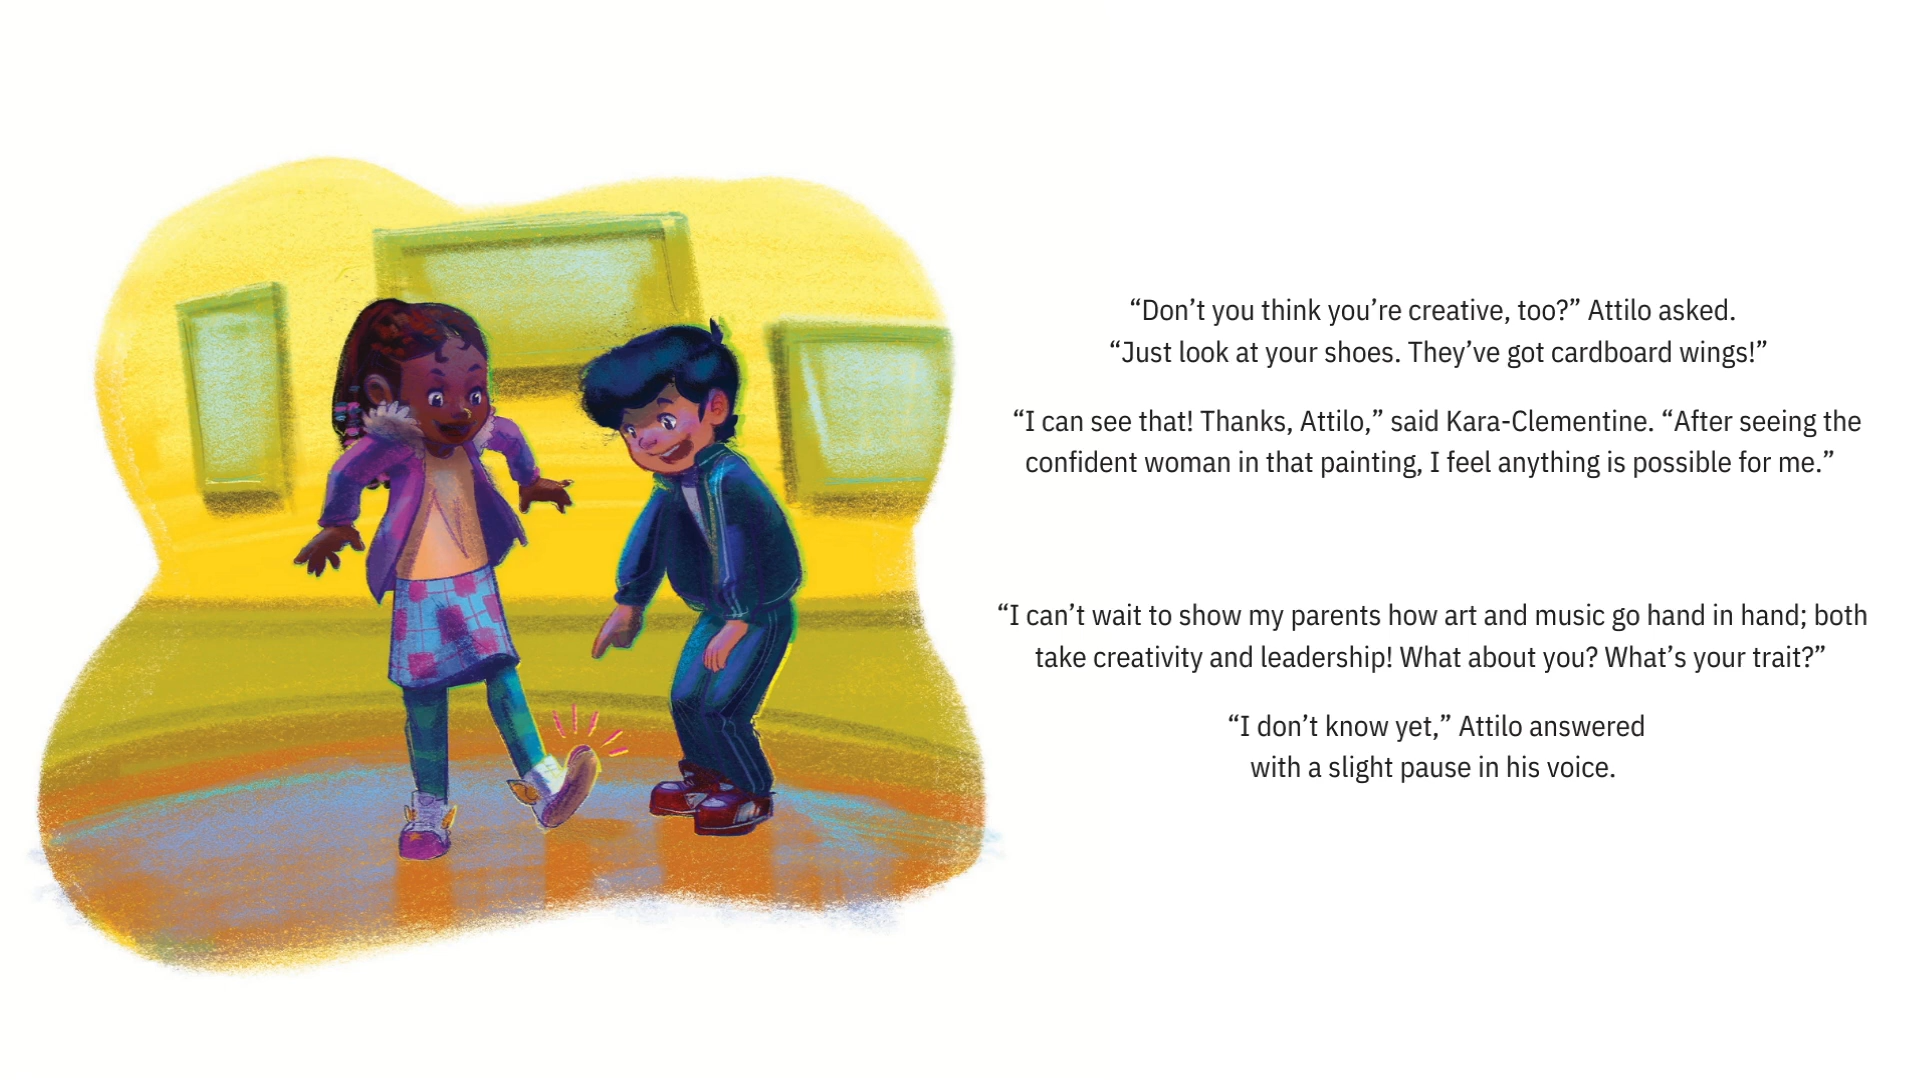 “Don’t you think you’re creative, too?” Attilo asked.
“Just look at your shoes. They’ve got cardboard wings!”
“I can see that! Thanks, Attilo,” said Kara-Clementine. “After seeing the
confident woman in that painting, I feel anything is possible for me.”
“I can’t wait to show my parents how art and music go hand in hand; both
take creativity and leadership! What about you? What’s your trait?”
“I don’t know yet,” Attilo answered
with a slight pause in his voice.